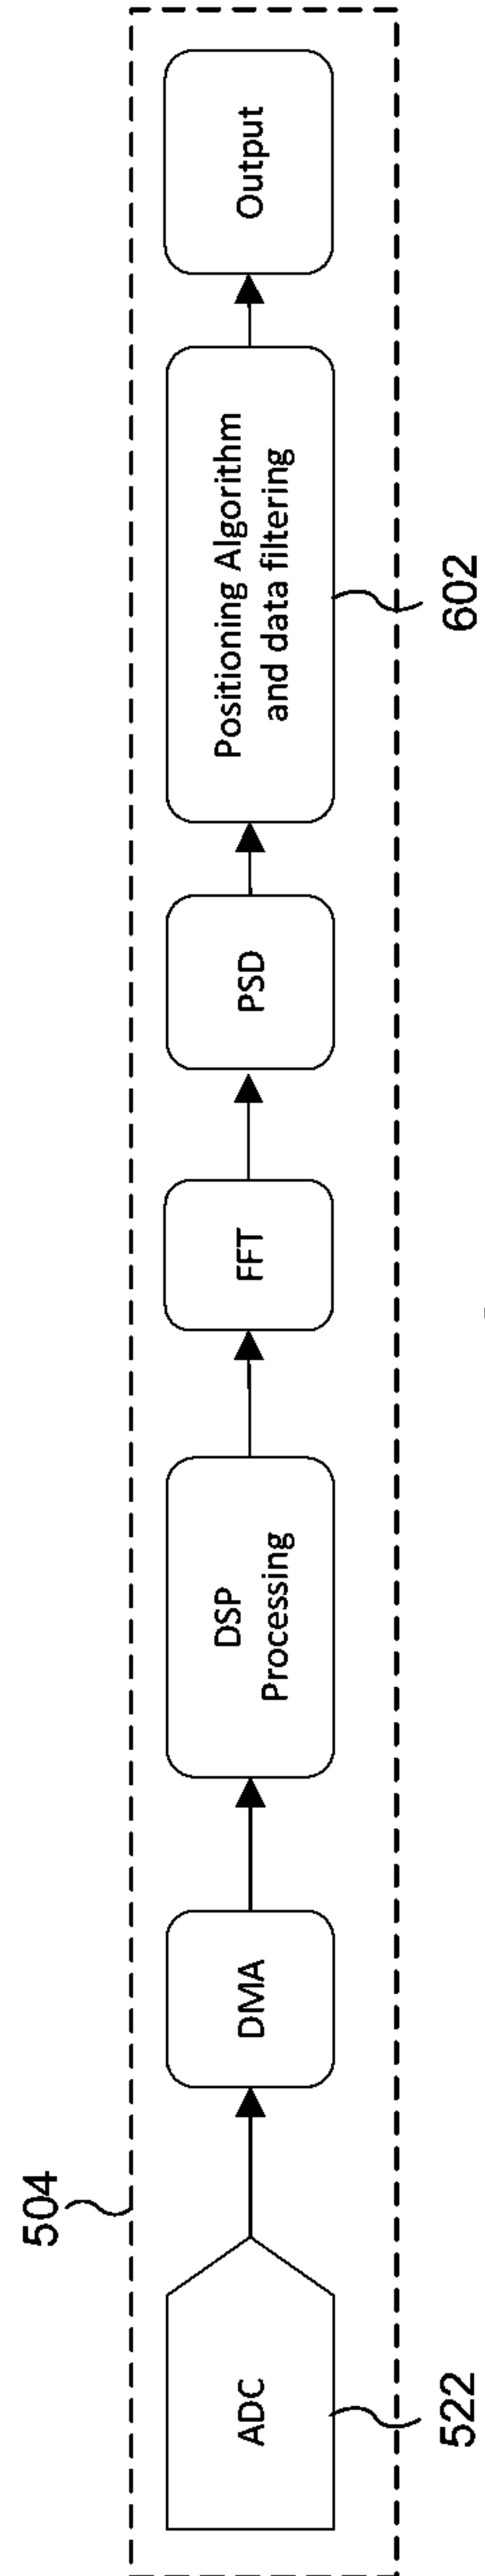 504
ADC
522
DMA
DSP
Processing
FFT
PSD
Positioning Algorithm
and data filtering
602
Output